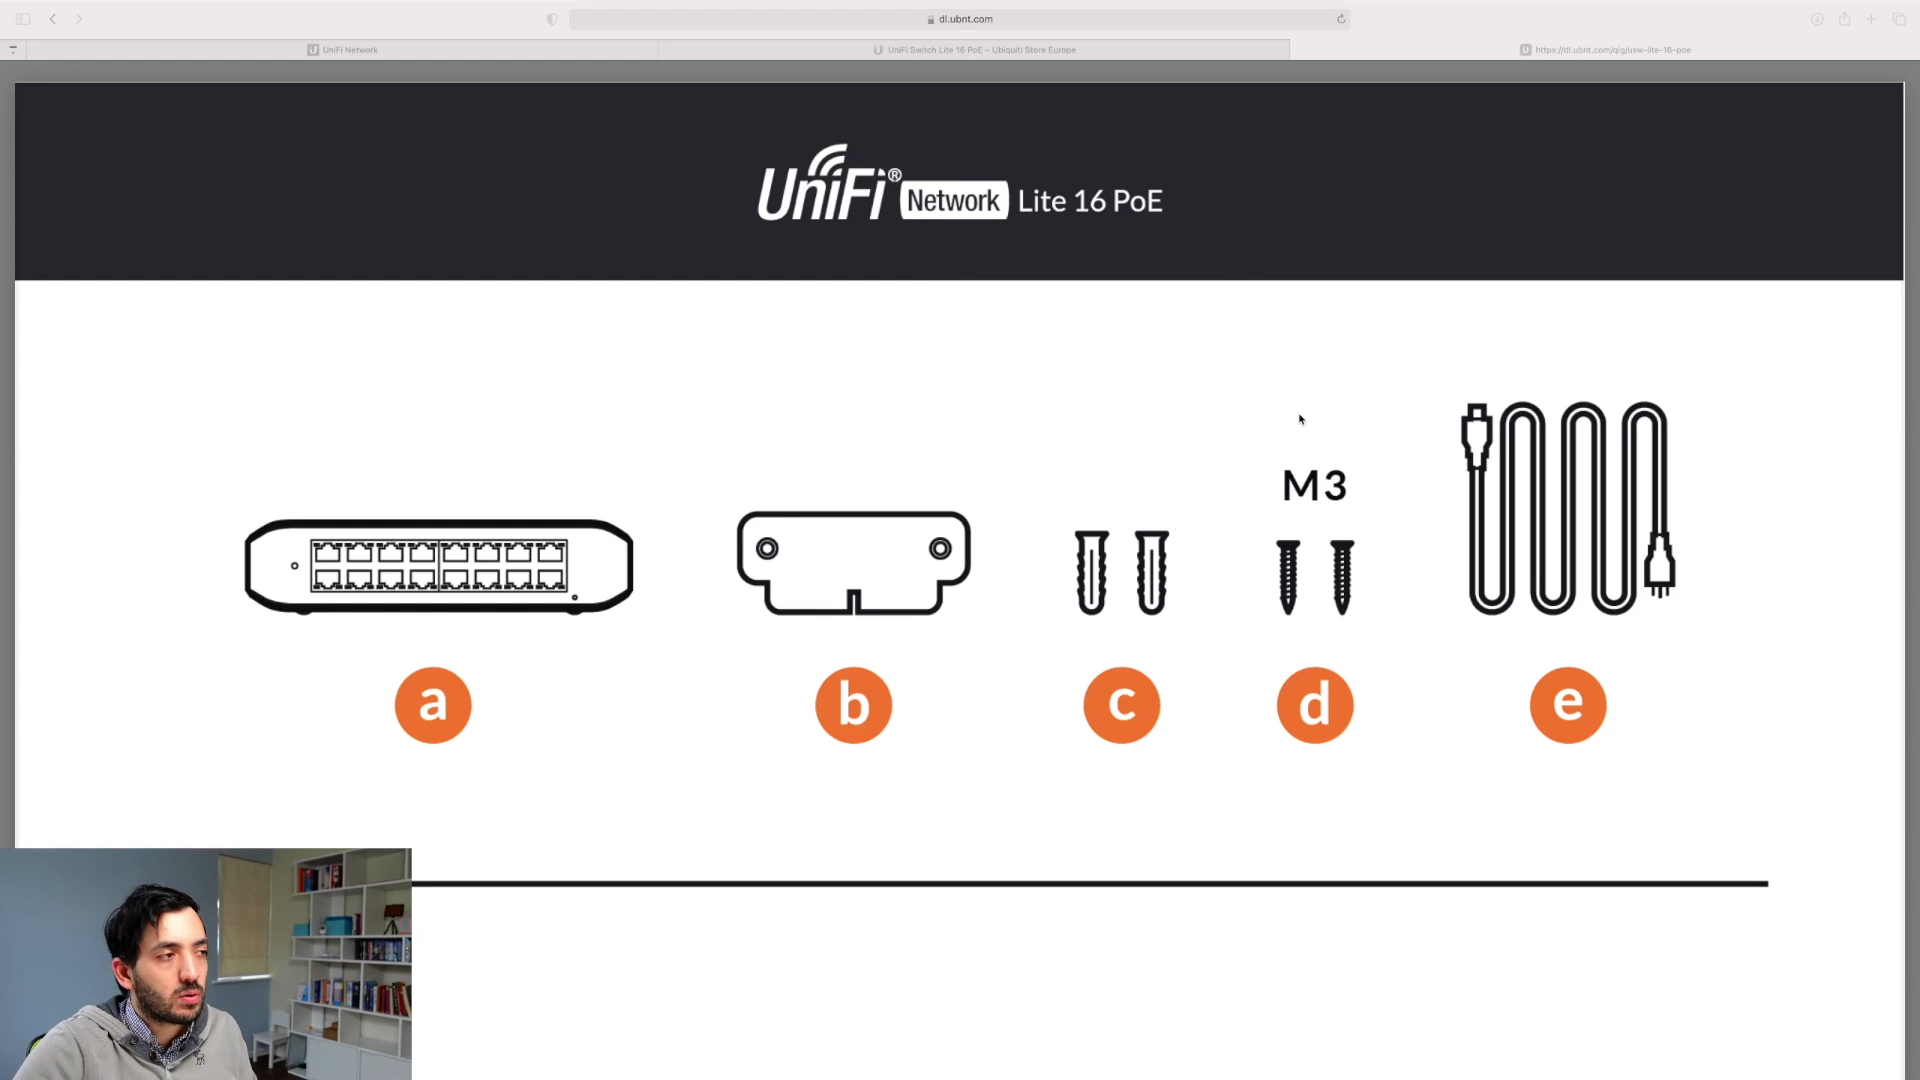 dl.ubnt.com
UniFi Network
UniFi Switch Lite 16 PoE – Ubiquiti Store Europe
https://dl.ubnt.com/qig/usw-lite-16-poe
UniFi® Network Lite 16 PoE
M3
a b c d e